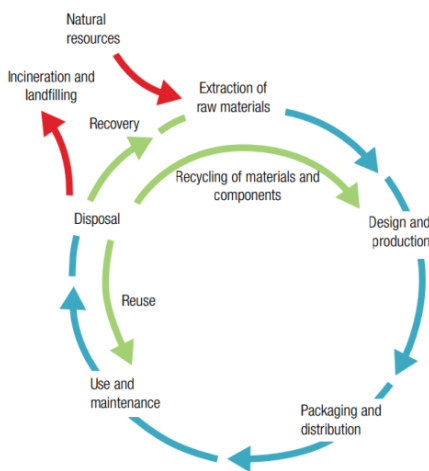 Natural
resources
Incineration and
landfilling
Extraction of
raw materials
Recovery
Recycling of materials and
components
Disposal
Design and
production
Reuse
Use and
maintenance
Packaging and
distribution